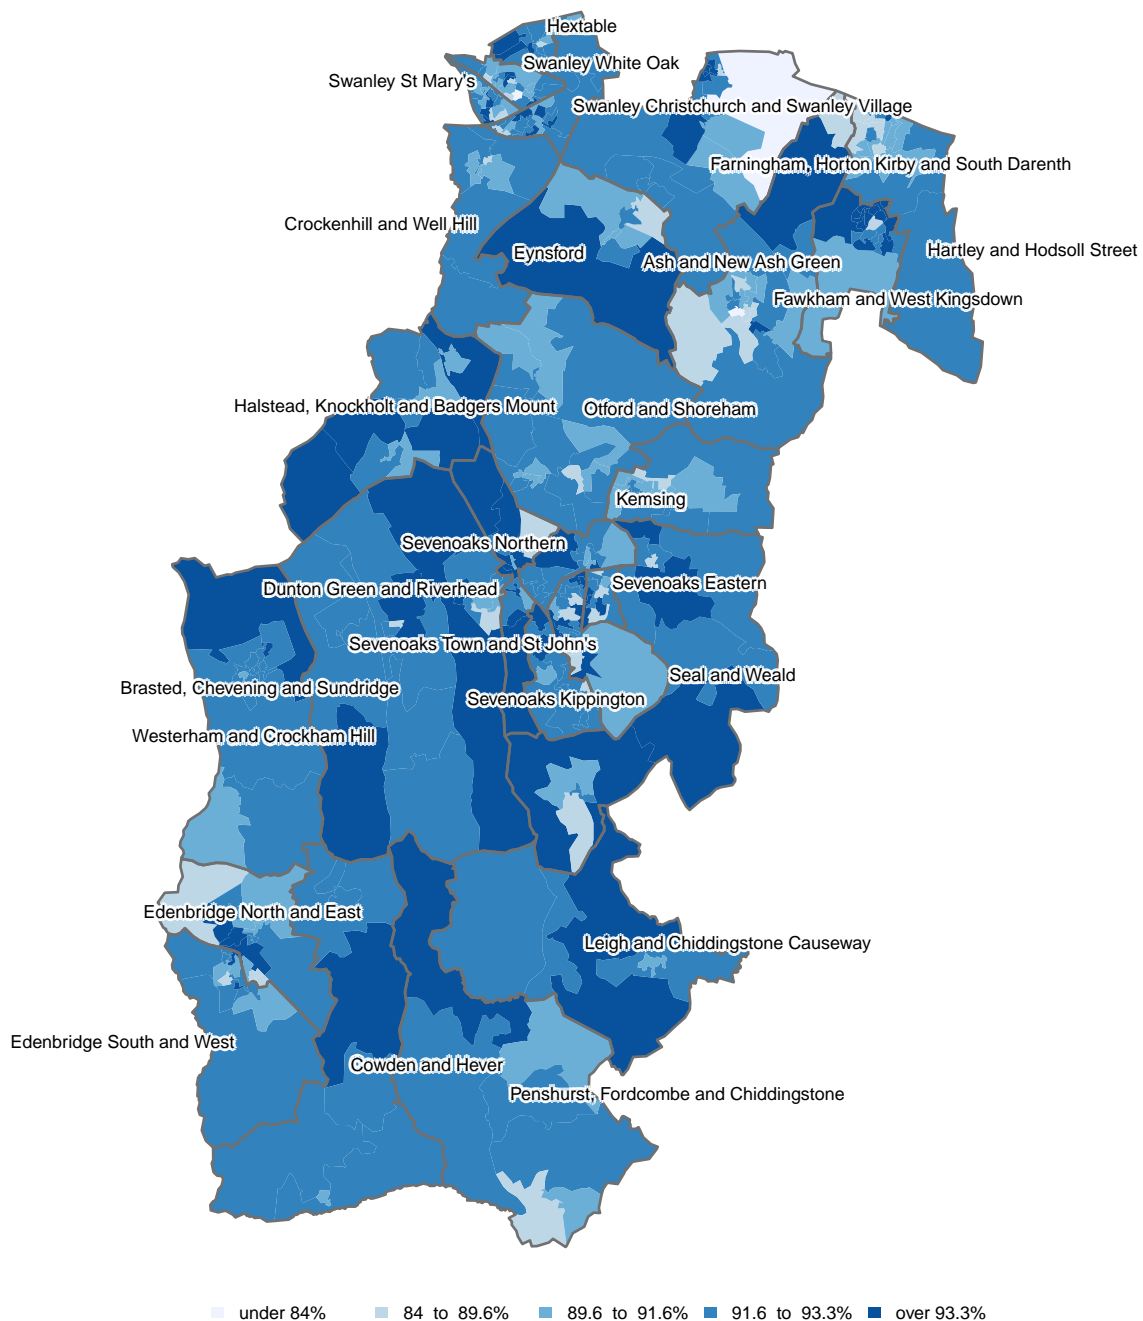 Hextable
Swanley White Oak
Swanley St Mary's
Swanley Christchurch and Swanley Village
Farningham, Horton Kirby and South Darenth
Crockenhill and Well Hill
Eynsford
Hartley and Hodsoll Street
Ash and New Ash Green
Fawkham and West Kingsdown
Halstead, Knockholt and Badgers Mount
Otford and Shoreham
Kemsing
Sevenoaks Northern
Sevenoaks Eastern
Dunton Green and Riverhead
Sevenoaks Town and St John's
Seal and Weald
Brasted, Chevening and Sundridge
Sevenoaks Kippington
Westerham and Crockham Hill
Edenbridge North and East
Leigh and Chiddingstone Causeway
Edenbridge South and West
Cowden and Hever
Penshurst, Fordcombe and Chiddingstone
under 84% 84 to 89.6% 89.6 to 91.6% 91.6 to 93.3% over 93.3%